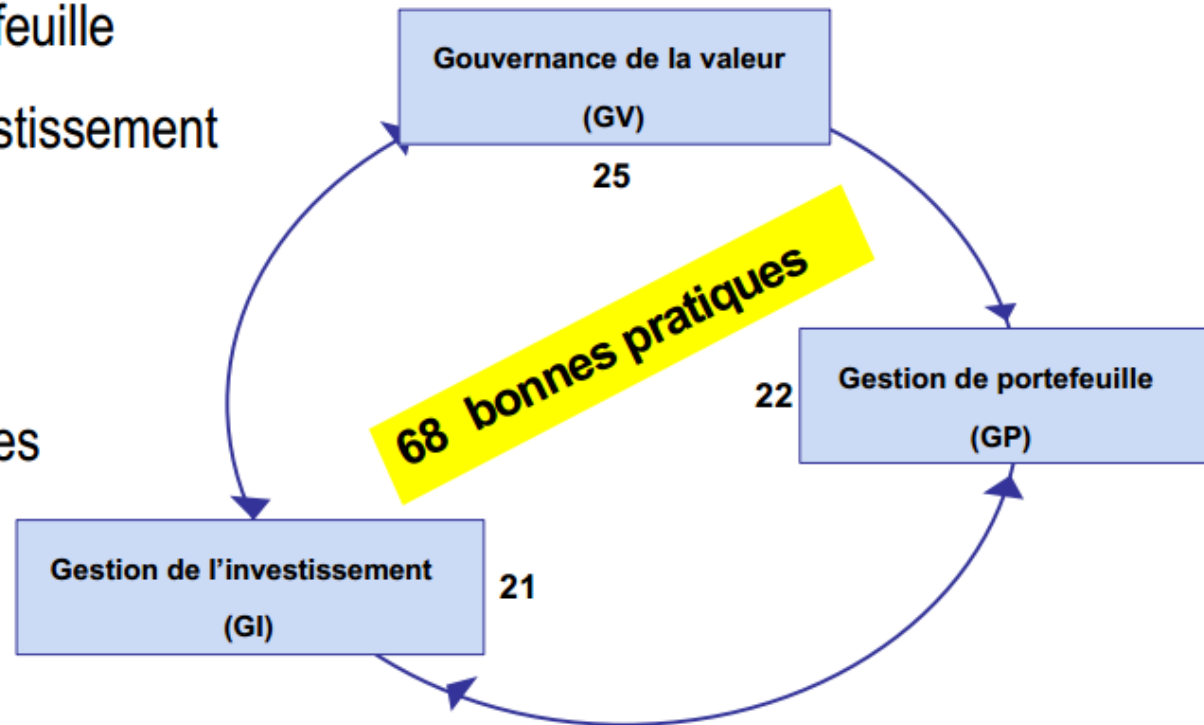 feuille
stissement
es
Gouvernance de la valeur
(GV)
25
68 bonnes pratiques
22
Gestion de portefeuille
(GP)
Gestion de l’investissement
(GI)
21